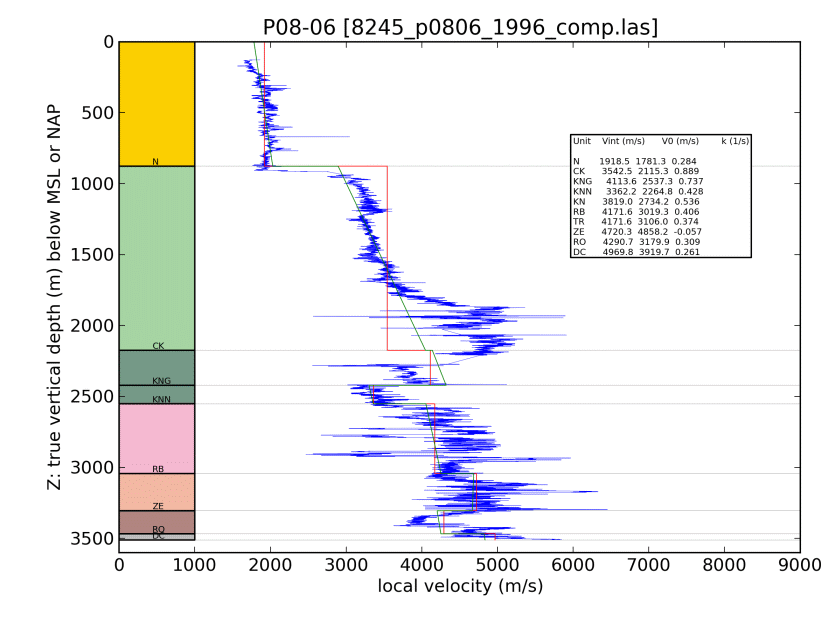 P08-06 [8245_p0806_1996_comp.las]
Z: true vertical depth (m) below MSL or NAP
0
500
1000
1500
2000
2500
3000
3500
N
CK
KNG
KNN
RB
ZE
RO
DC
Unit Vint (m/s) V0 (m/s) k (1/s)
N 1918.5 1781.3 0.284
CK 3542.5 2115.3 0.889
KNG 4113.6 2537.3 0.737
KNN 3362.2 2264.8 0.428
KN 3819.0 2734.2 0.536
RB 4171.6 3019.3 0.406
TR 4171.6 3106.0 0.374
ZE 4720.3 4858.2 -0.057
RO 4290.7 3179.9 0.309
DC 4969.8 3919.7 0.261
0 1000 2000 3000 4000 5000 6000 7000 8000 9000
local velocity (m/s)